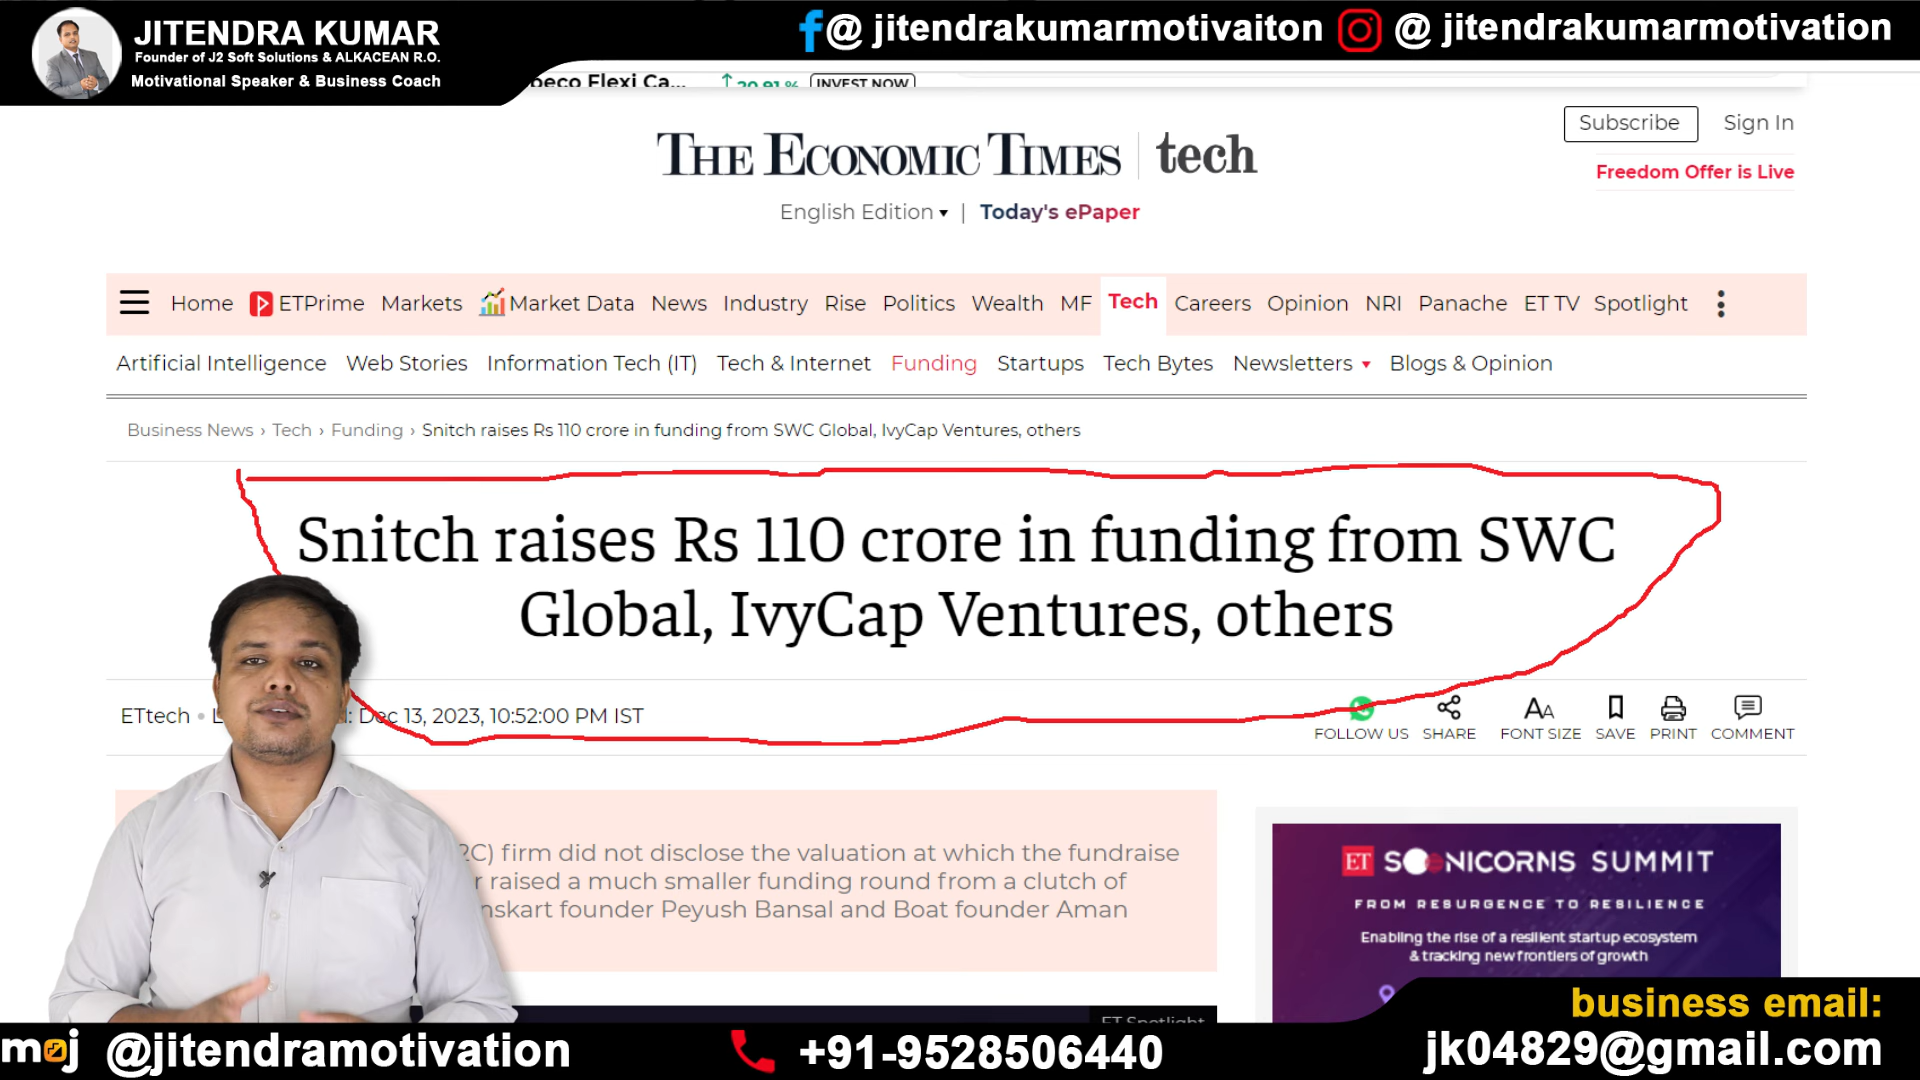 JITENDRA KUMAR
Founder of J2 Soft Solutions & ALKACEAN R.O.
Motivational Speaker & Business Coach
@ jitendrakumarmotivaiton
@ jitendrakumarmotivation
Flexi Ca...
20.91 %
INVEST NOW
THE ECONOMIC TIMES | tech
Subscribe
Sign In
Freedom Offer is Live
English Edition | Today's ePaper
Home ETPrime Markets Market Data News Industry Rise Politics Wealth MF Tech Careers Opinion NRI Panache ET TV Spotlight
Artificial Intelligence Web Stories Information Tech (IT) Tech & Internet Funding Startups Tech Bytes Newsletters Blogs & Opinion
Business News › Tech › Funding › Snitch raises Rs 110 crore in funding from SWC Global, IvyCap Ventures, others
Snitch raises Rs 110 crore in funding from SWC
Global, IvyCap Ventures, others
ETtech • Dec 13, 2023, 10:52:00 PM IST
FOLLOW US SHARE FONT SIZE SAVE PRINT COMMENT
firm did not disclose the valuation at which the fundraise
raised a much smaller funding round from a clutch of
founder Peyush Bansal and Boat founder Aman
ET SOONICORNS SUMMIT
FROM RESURGENCE TO RESILIENCE
Enabling the rise of a resilient startup ecosystem
& tracking new frontiers of growth
ET Spotlight
business email:
moj @jitendramotivation
+91-9528506440
jk04829@gmail.com